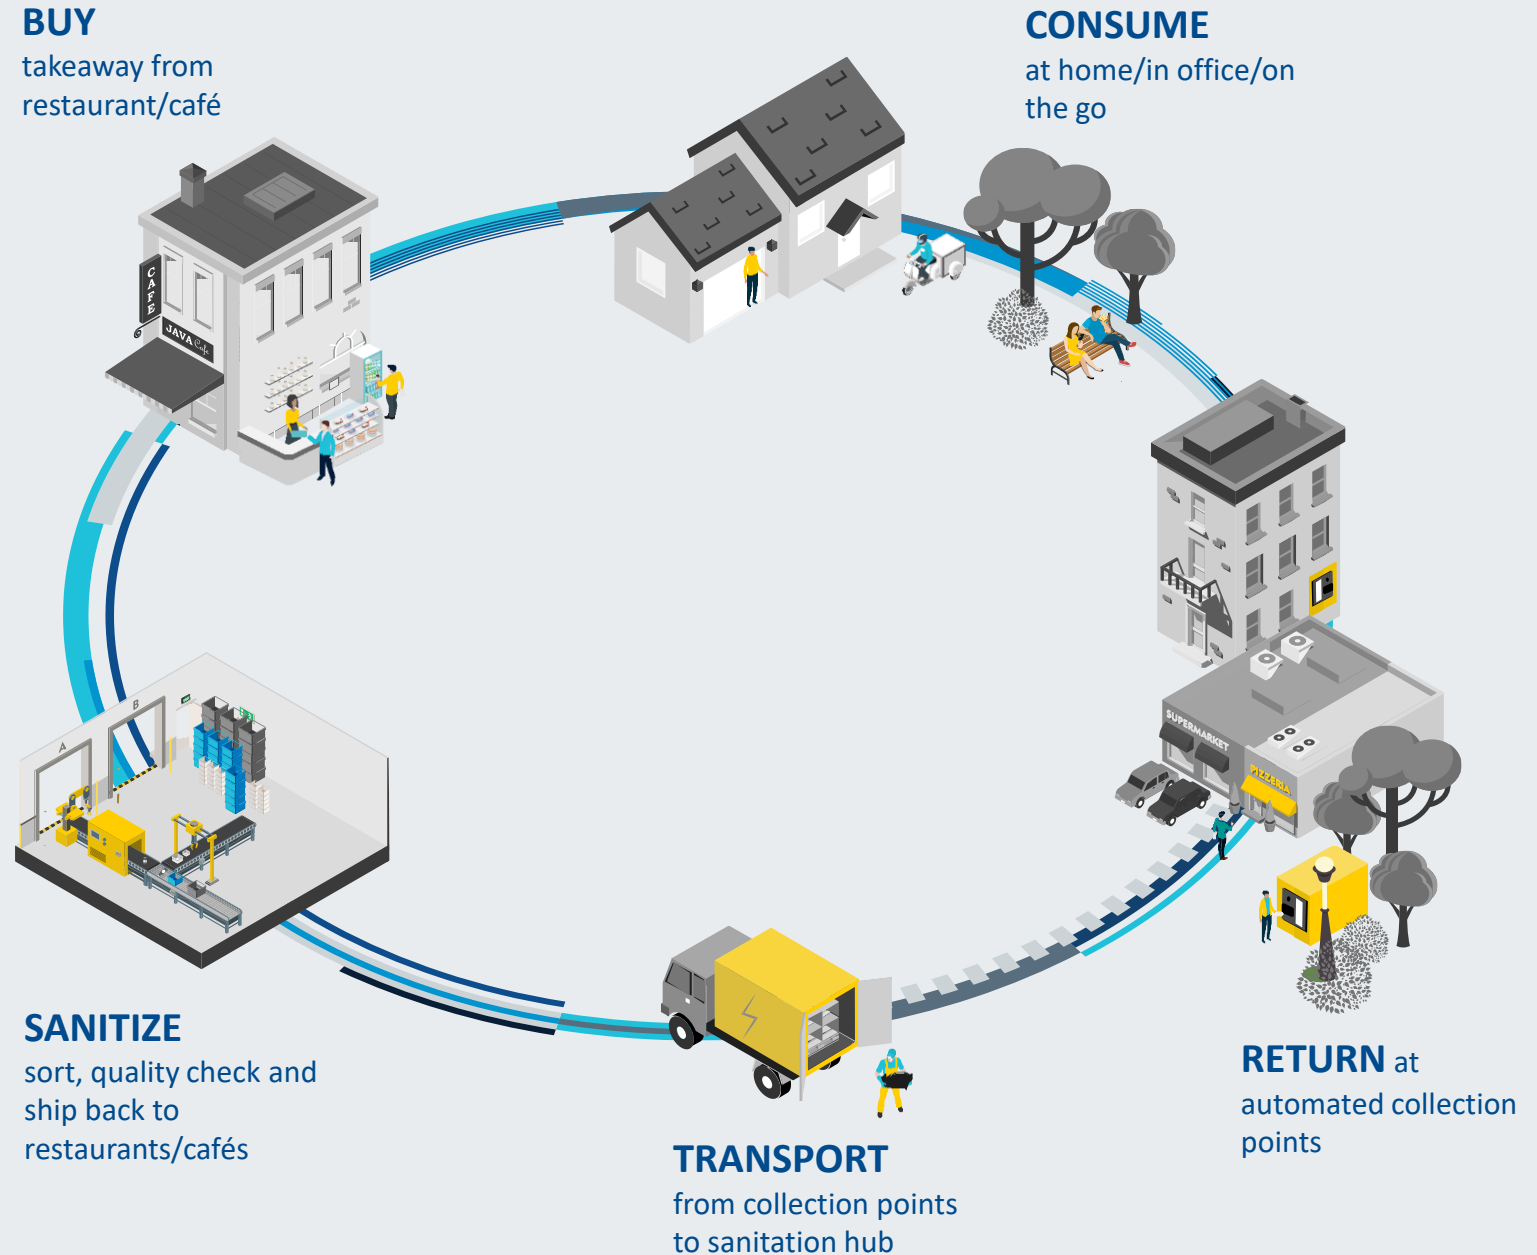 BUY
takeaway from
restaurant/café
CONSUME
at home/in office/on
the go
CAFE
JAVA Cafe
SUPERMARKET
PIZZERIA
A
B
SANITIZE
sort, quality check and
ship back to
restaurants/cafés
TRANSPORT
from collection points
to sanitation hub
RETURN at
automated collection
points